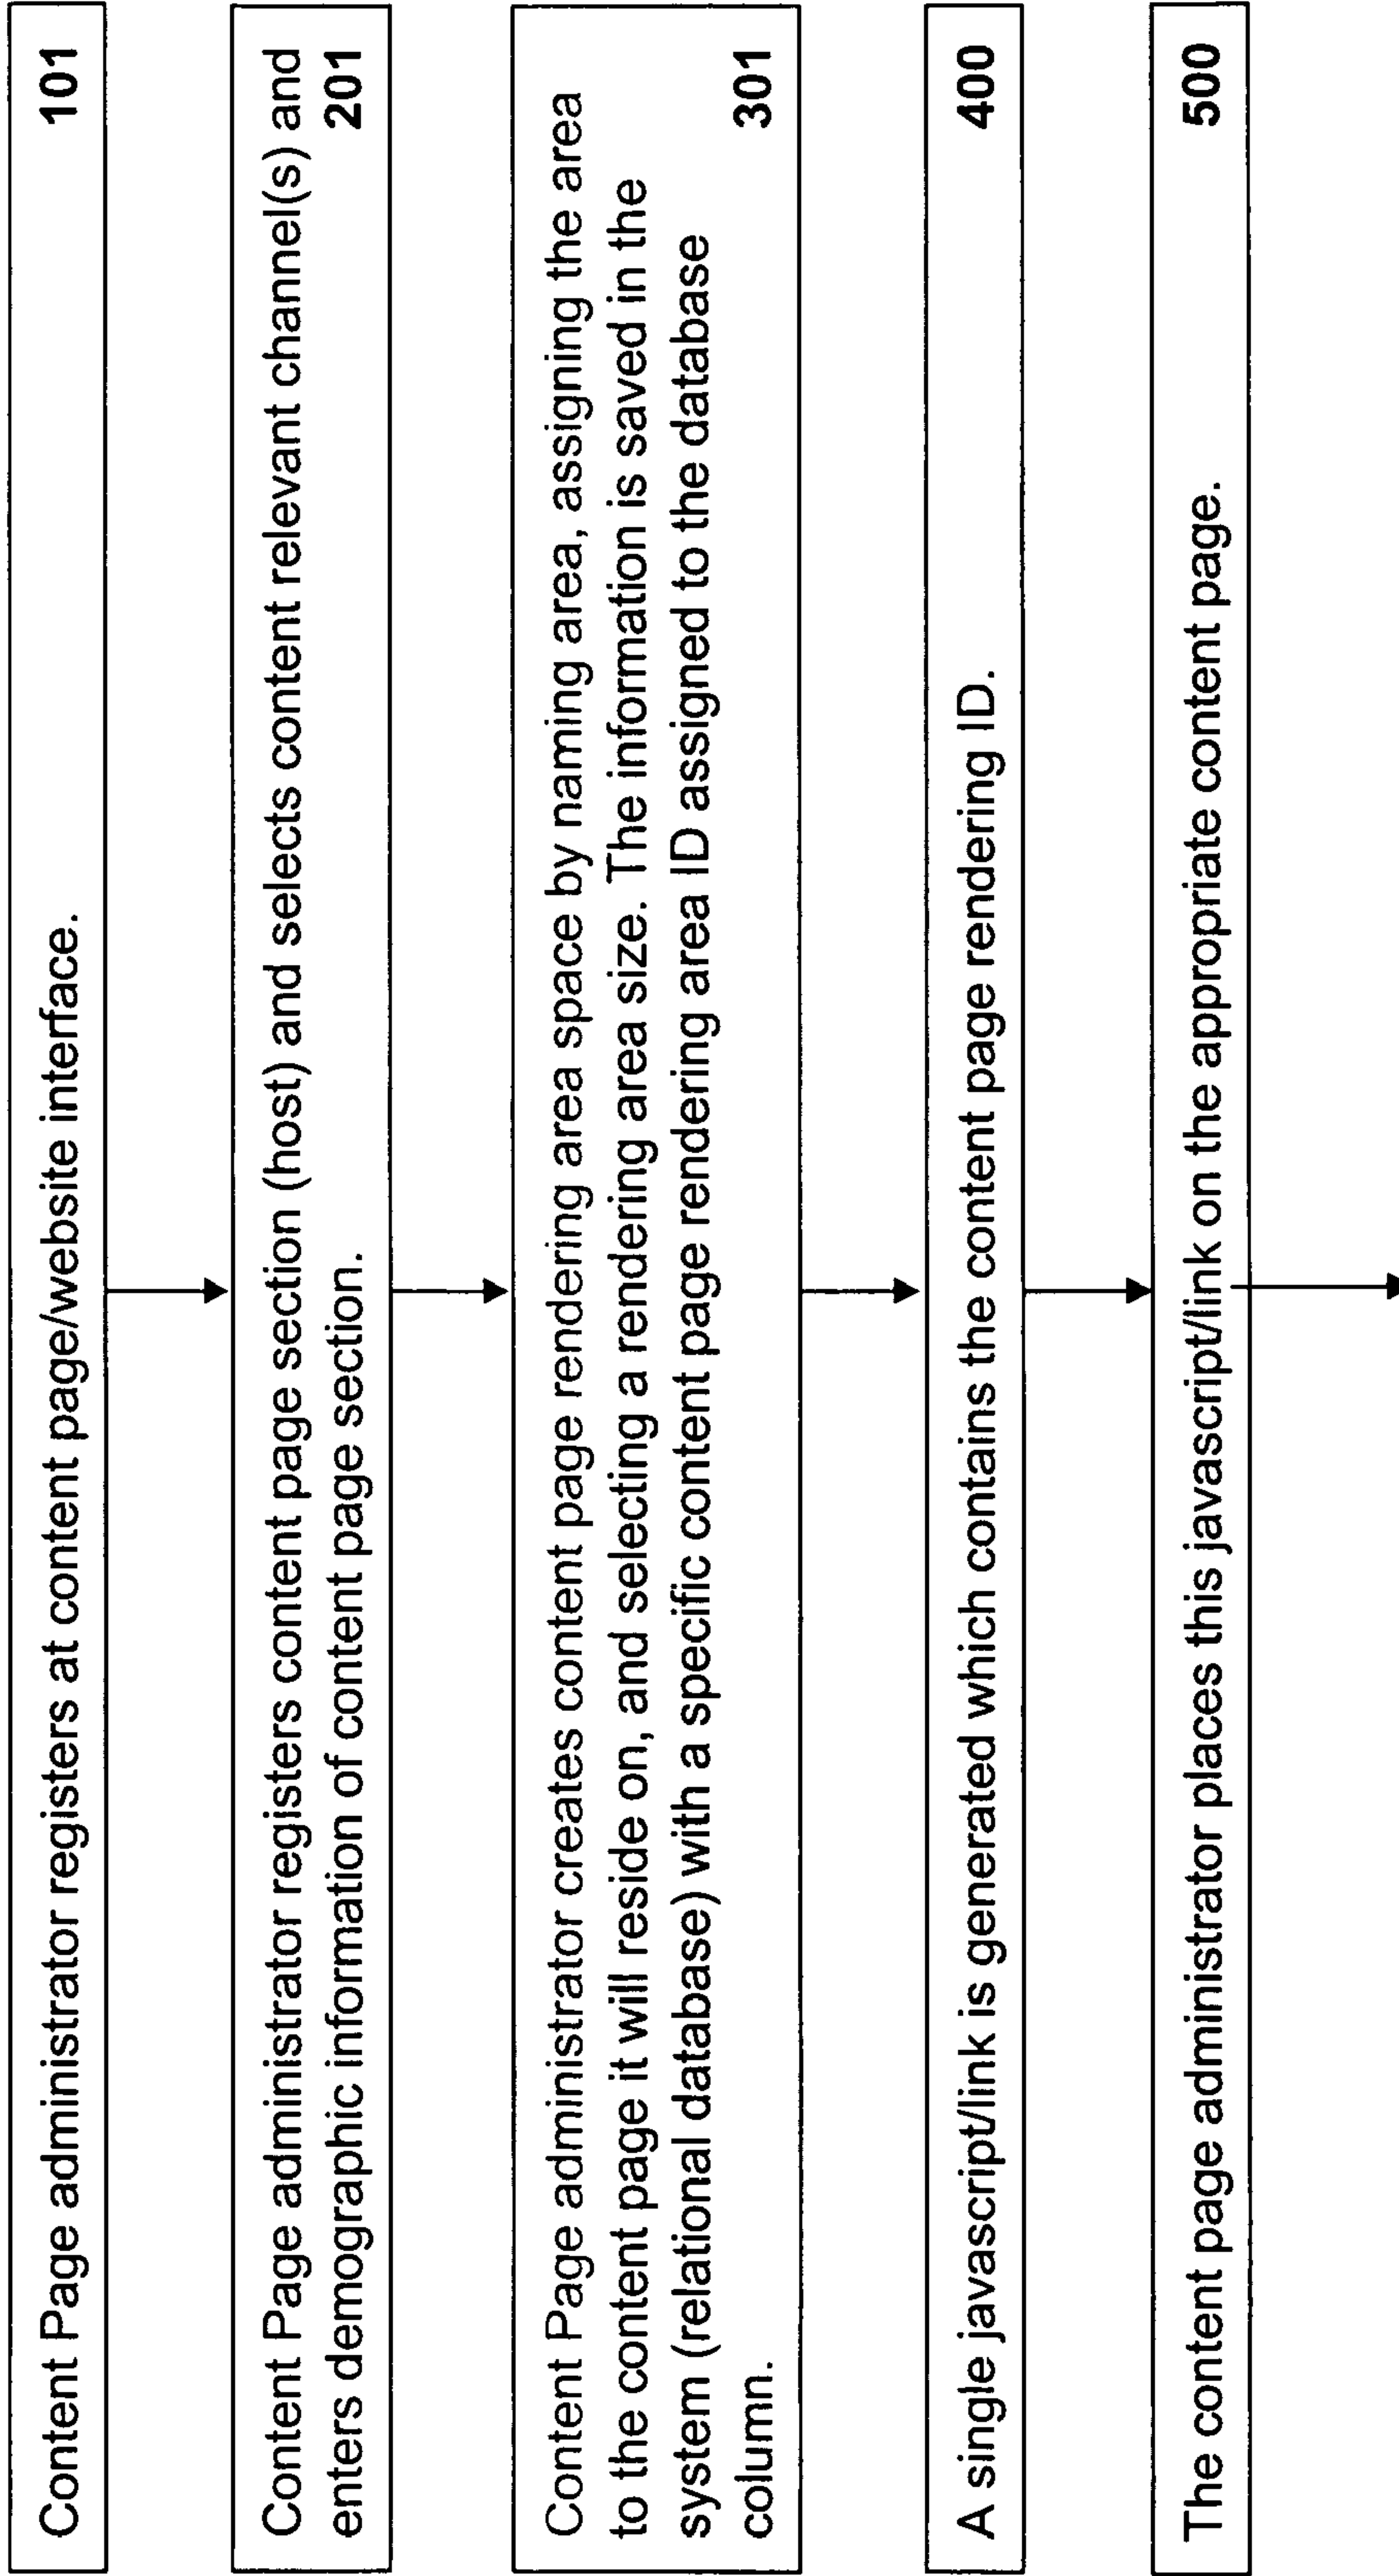 Content Page administrator registers at content page/website interface. 101
Content Page administrator registers content page section (host) and selects content relevant channel(s) and
enters demographic information of content page section. 201
Content Page administrator creates content page rendering area space by naming area, assigning the area
to the content page it will reside on, and selecting a rendering area size. The information is saved in the
system (relational database) with a specific content page rendering area ID assigned to the database
column. 301
A single javascript/link is generated which contains the content page rendering ID. 400
The content page administrator places this javascript/link on the appropriate content page. 500